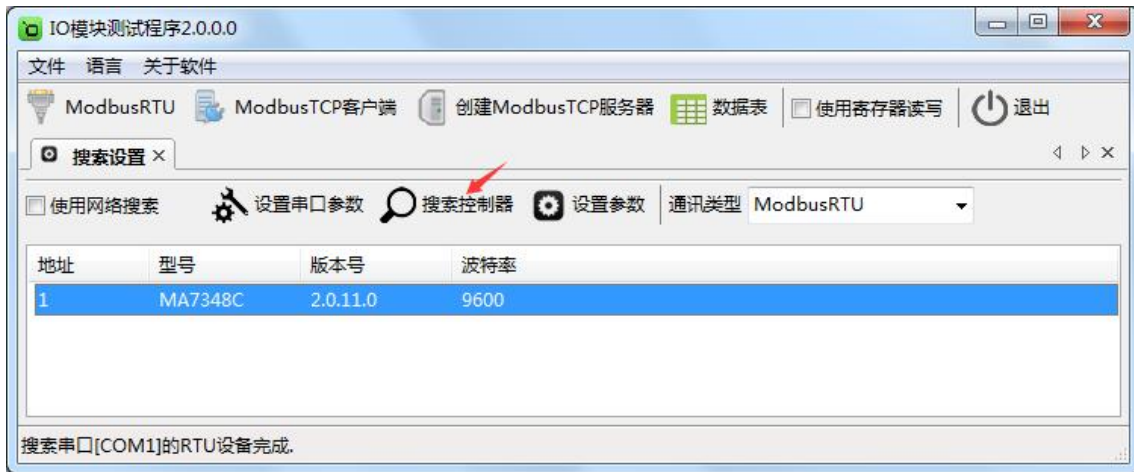 IO模块测试程序2.0.0.0
文件 语言 关于软件
ModbusRTU ModbusTCP客户端 创建ModbusTCP服务器 数据表 使用寄存器读写 退出
搜索设置
使用网络搜索 设置串口参数 搜索控制器 设置参数 通讯类型 ModbusRTU
地址 型号 版本号 波特率
1 MA7348C 2.0.11.0 9600
搜索串口[COM1]的RTU设备完成.